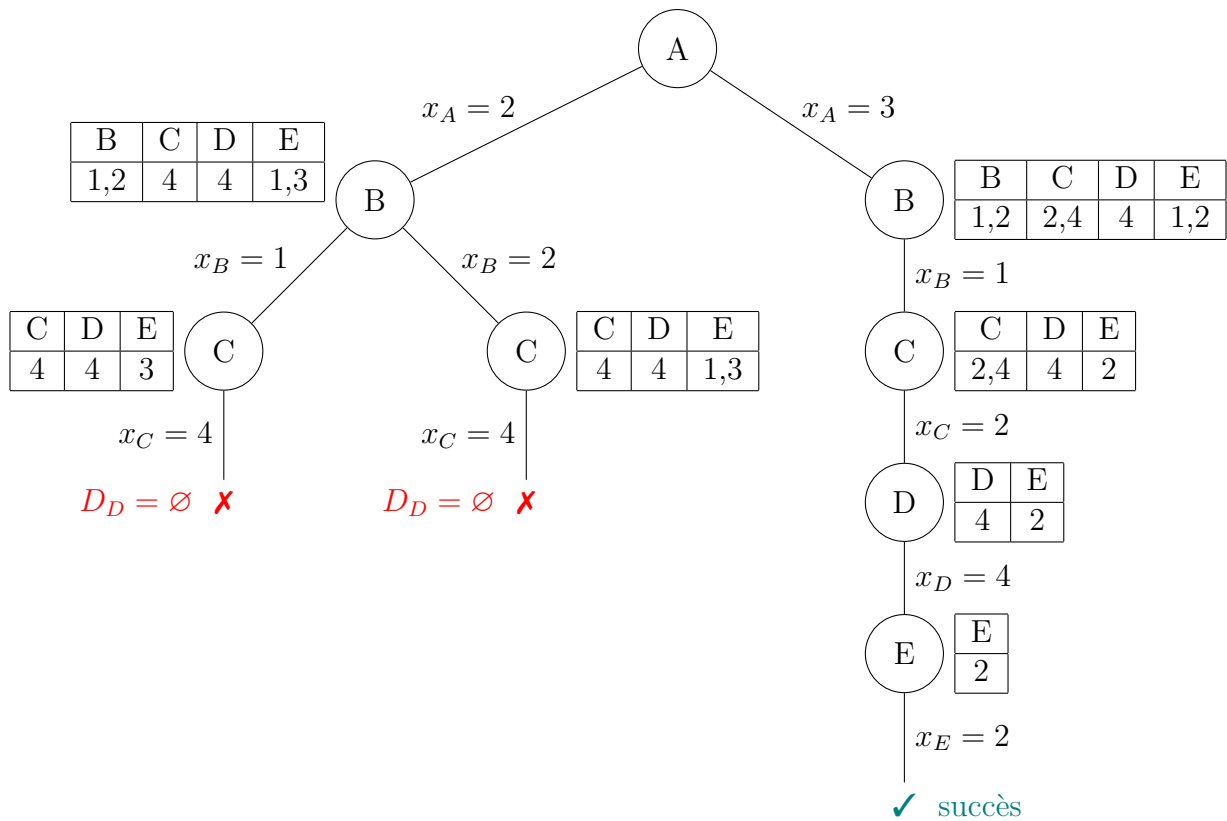 A
x_A = 2
x_A = 3
B C D E
1,2 4 4 1,3
B
B
B C D E
1,2 2,4 4 1,2
x_B = 1
x_B = 2
x_B = 1
C D E
4 4 3
C
C
C D E
4 4 1,3
C
C D E
2,4 4 2
x_C = 4
x_C = 4
x_C = 2
D_D = ∅ ✗
D_D = ∅ ✗
D
D E
4 2
x_D = 4
E
E
2
x_E = 2
✓ succès